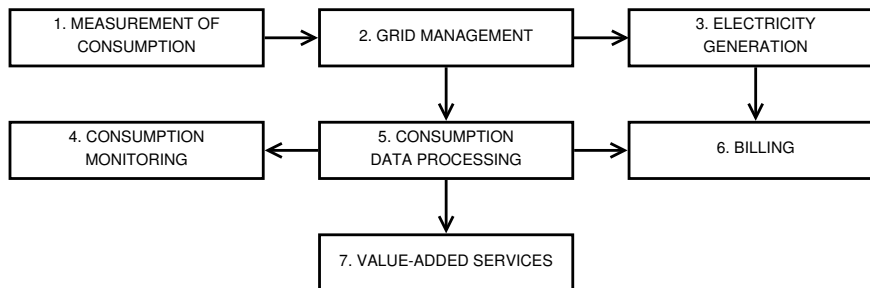 1. MEASUREMENT OF
CONSUMPTION
2. GRID MANAGEMENT
3. ELECTRICITY
GENERATION
4. CONSUMPTION
MONITORING
5. CONSUMPTION
DATA PROCESSING
6. BILLING
7. VALUE-ADDED SERVICES